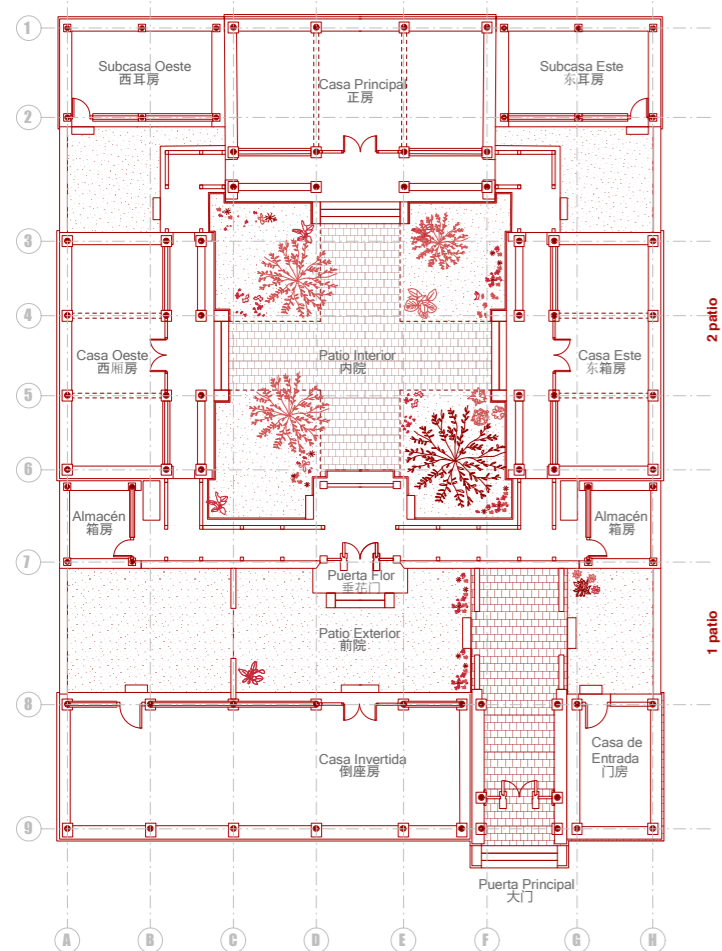 1
Subcasa Oeste
西耳房
Casa Principal
正房
Subcasa Este
东耳房
2
3
4
2 patio
Casa Oeste
西厢房
Patio Interior
内院
Casa Este
东箱房
5
6
Almacén
箱房
Almacén
箱房
7
Puerta Flor
垂花门
1 patio
Patio Exterior
前院
8
Casa Invertida
倒座房
Casa de
Entrada
门房
9
Puerta Principal
大门
A B C D E F G H